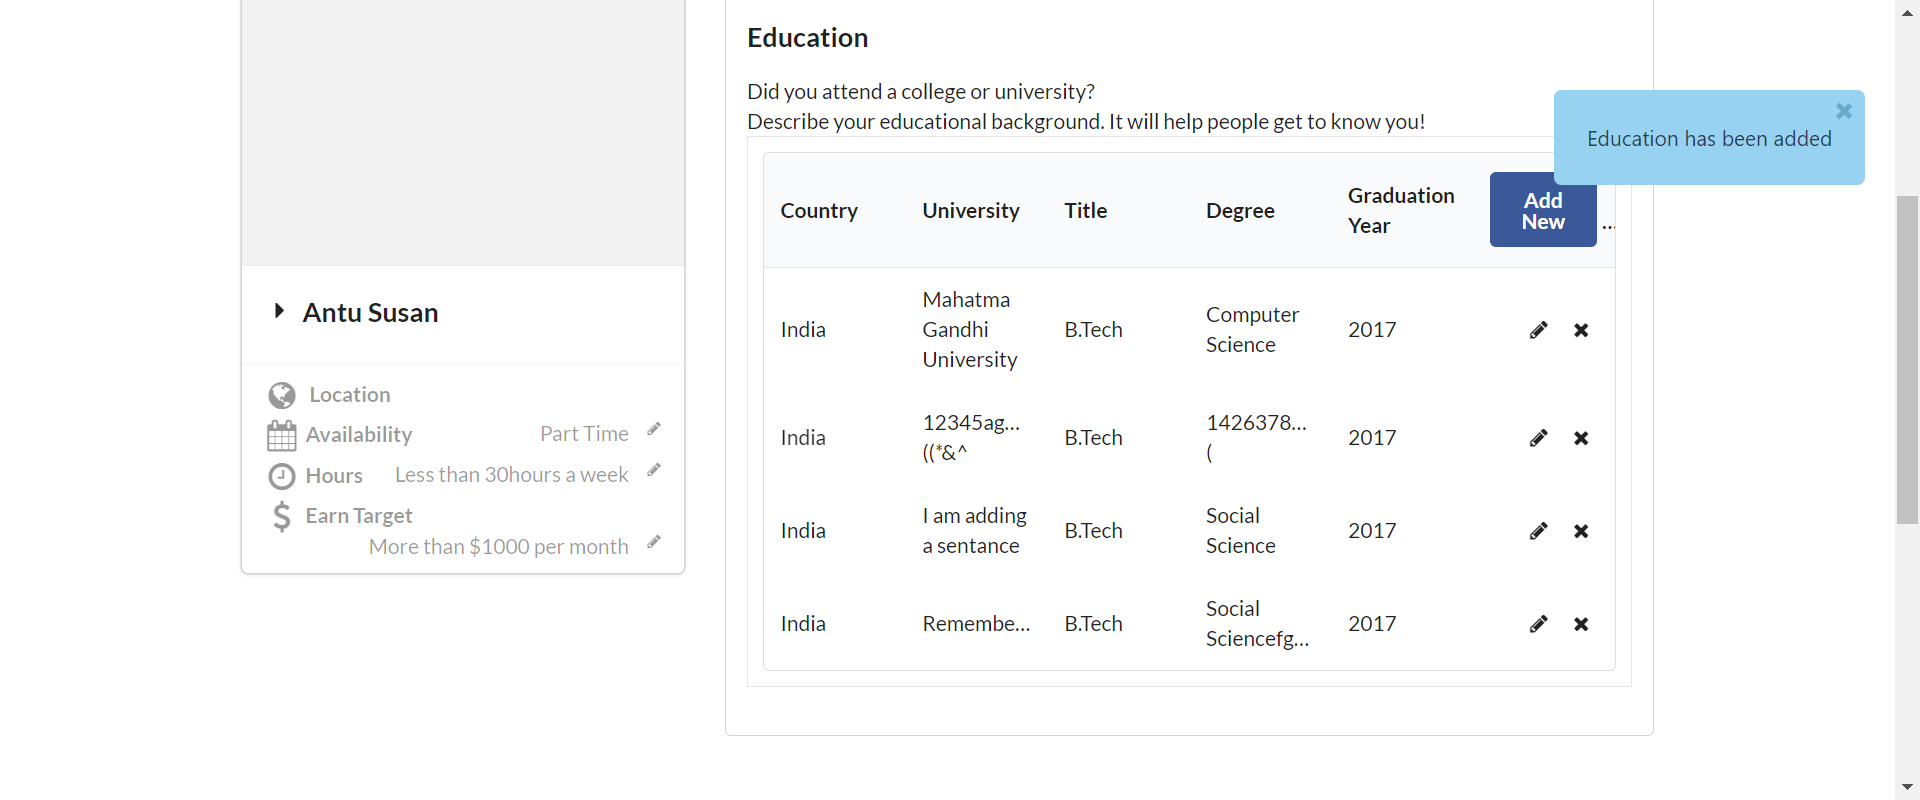 Education
Did you attend a college or university?
Describe your educational background. It will help people get to know you!
Education has been added
Country University Title Degree Graduation Year Add New ...
India Mahatma Gandhi University B.Tech Computer Science 2017
India 12345ag... ((*&^ B.Tech 1426378... ( 2017
India I am adding a sentance B.Tech Social Science 2017
India Remembe... B.Tech Social Sciencefg... 2017
Antu Susan
Location
Availability Part Time
Hours Less than 30hours a week
Earn Target
More than $1000 per month